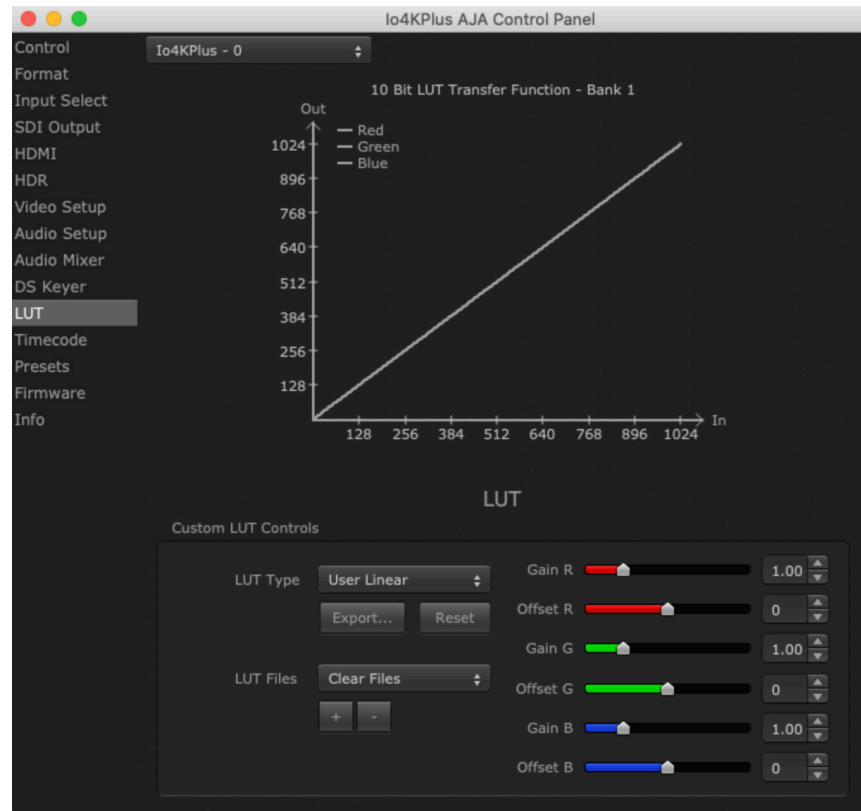 Io4KPlus AJA Control Panel
Control
Format
Input Select
SDI Output
HDMI
HDR
Video Setup
Audio Setup
Audio Mixer
DS Keyer
LUT
Timecode
Presets
Firmware
Info
Io4KPlus - 0
10 Bit LUT Transfer Function - Bank 1
Out
Red
Green
Blue
1024
896
768
640
512
384
256
128
128 256 384 512 640 768 896 1024
In
LUT
Custom LUT Controls
LUT Type User Linear
Export... Reset
LUT Files Clear Files
+ -
Gain R 1.00
Offset R 0
Gain G 1.00
Offset G 0
Gain B 1.00
Offset B 0